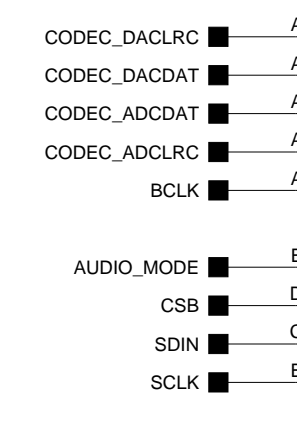 CODEC_DACLRC
CODEC_DACDAT
CODEC_ADCDAT
CODEC_ADCLRC
BCLK
AUDIO_MODE
CSB
SDIN
SCLK